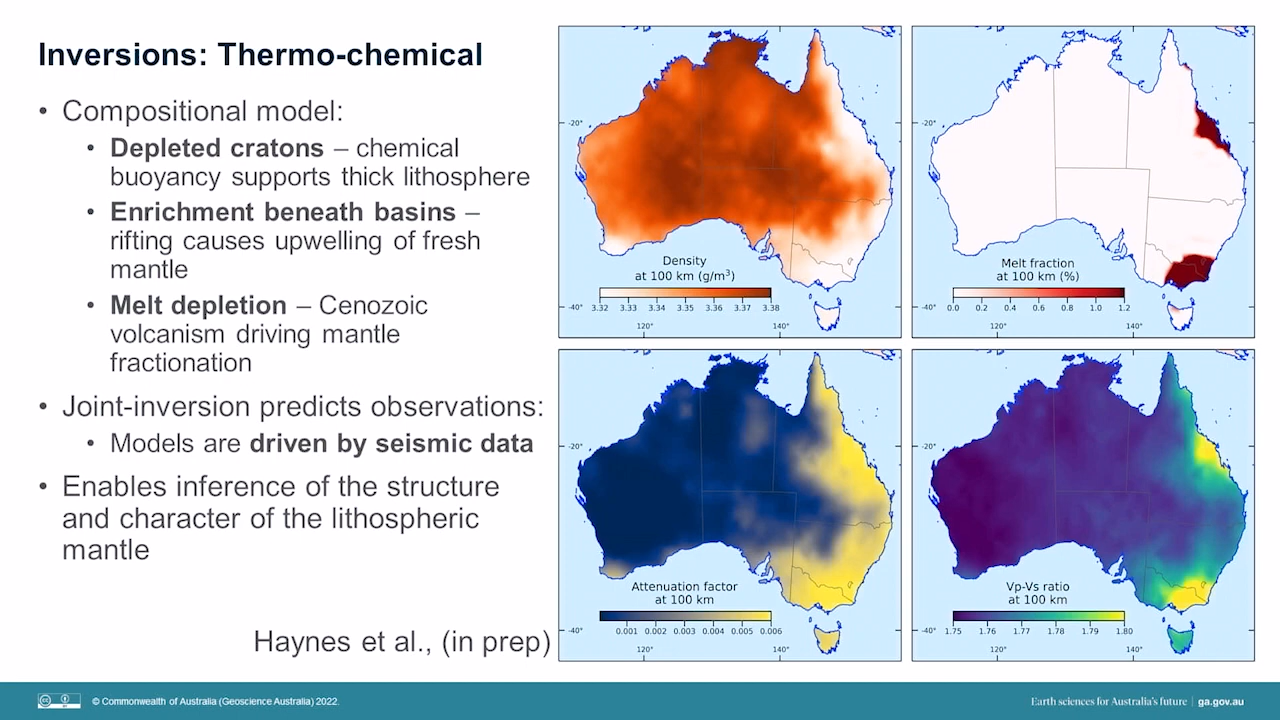 Inversions: Thermo-chemical
• Compositional model:
• Depleted cratons – chemical
buoyancy supports thick lithosphere
• Enrichment beneath basins –
rifting causes upwelling of fresh
mantle
• Melt depletion – Cenozoic
volcanism driving mantle
fractionation
• Joint-inversion predicts observations:
• Models are driven by seismic data
• Enables inference of the structure
and character of the lithospheric
mantle
Haynes et al., (in prep)
-20°
-40°
Density
at 100 km (g/m³)
3.32 3.33 3.34 3.35 3.36 3.37 3.38
120° 140°
-20°
-40°
Melt fraction
at 100 km (%)
0.0 0.2 0.4 0.6 0.8 1.0 1.2
120° 140°
-20°
-40°
Attenuation factor
at 100 km
0.001 0.002 0.003 0.004 0.005 0.006
120° 140°
-20°
-40°
Vp-Vs ratio
at 100 km
1.75 1.76 1.77 1.78 1.79 1.80
120° 140°
cc BY
© Commonwealth of Australia (Geoscience Australia) 2022.
Earth sciences for Australia's future | ga.gov.au